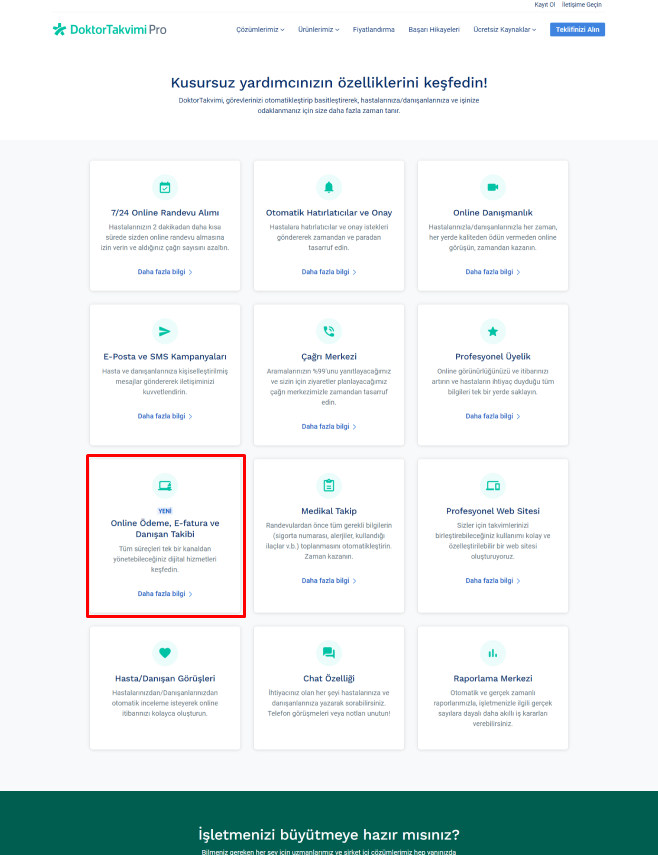 Kayıt Ol İletişime Geçin
DoktorTakvimi Pro
Çözümlerimiz Ürünlerimiz Fiyatlandırma Başarı Hikayeleri Ücretsiz Kaynaklar Teklifinizi Alın
Kusursuz yardımcınızın özelliklerini keşfedin!
DoktorTakvimi, görevlerinizi otomatikleştirip basitleştirerek, hastalarınıza/danışanlarınıza ve işinize
odaklanmanız için size daha fazla zaman tanır.
7/24 Online Randevu Alımı
Hastalarınızın 2 dakikadan daha kısa
sürede sizden online randevu almasına
izin verin ve aldığınız çağrı sayısını azaltın.
Daha fazla bilgi
Otomatik Hatırlatıcılar ve Onay
Hastalara hatırlatıcılar ve onay istekleri
göndererek zamandan ve paradan
tasarruf edin.
Daha fazla bilgi
Online Danışmanlık
Hastalarınızla/danışanlarınızla her zaman,
her yerde kaliteden ödün vermeden online
görüşün, zamandan kazanın.
Daha fazla bilgi
E-Posta ve SMS Kampanyaları
Hasta ve danışanlarınıza kişiselleştirilmiş
mesajlar göndererek iletişiminizi
kuvvetlendirin.
Daha fazla bilgi
Çağrı Merkezi
Aramalarınızın %99'unu yanıtlayacağımız
ve sizin için ziyaretler planlayacağımız
çağrı merkezimizle zamandan tasarruf
edin.
Daha fazla bilgi
Profesyonel Üyelik
Online görünürlüğünüzü ve itibarınızı
artırın ve hastaların ihtiyaç duyduğu tüm
bilgileri tek bir yerde saklayın.
Daha fazla bilgi
YENİ
Online Ödeme, E-fatura ve
Danışan Takibi
Tüm süreçleri tek bir kanaldan
yönetebileceğiniz dijital hizmetleri
keşfedin.
Daha fazla bilgi
Medikal Takip
Randevulardan önce tüm gerekli bilgilerin
(sigorta numarası, alerjiler, kullandığı
ilaçlar v.b.) toplanmasını otomatikleştirin.
Zaman kazanın.
Daha fazla bilgi
Profesyonel Web Sitesi
Sizler için takvimlerinizi
birleştirebileceğiniz kullanımı kolay ve
özelleştirilebilir bir web sitesi
oluşturuyoruz.
Daha fazla bilgi
Hasta/Danışan Görüşleri
Hastalarınızdan/Danışanlarınızdan
otomatik inceleme isteyerek online
itibarınızı kolayca oluşturun.
Chat Özelliği
İhtiyacınız olan her şeyi hastalarınıza ve
danışanlarınıza yazarak sorabilirsiniz.
Telefon görüşmeleri veya notları unutun!
Raporlama Merkezi
Otomatik ve gerçek zamanlı
raporlarımızla, işletmenizle ilgili gerçek
sayılara dayalı daha akıllı iş kararları
verebilirsiniz.
İşletmenizi büyütmeye hazır mısınız?
Bilmeniz gereken her şey için uzmanlarımız ve şirket içi çözümlerimiz hep yanınızda